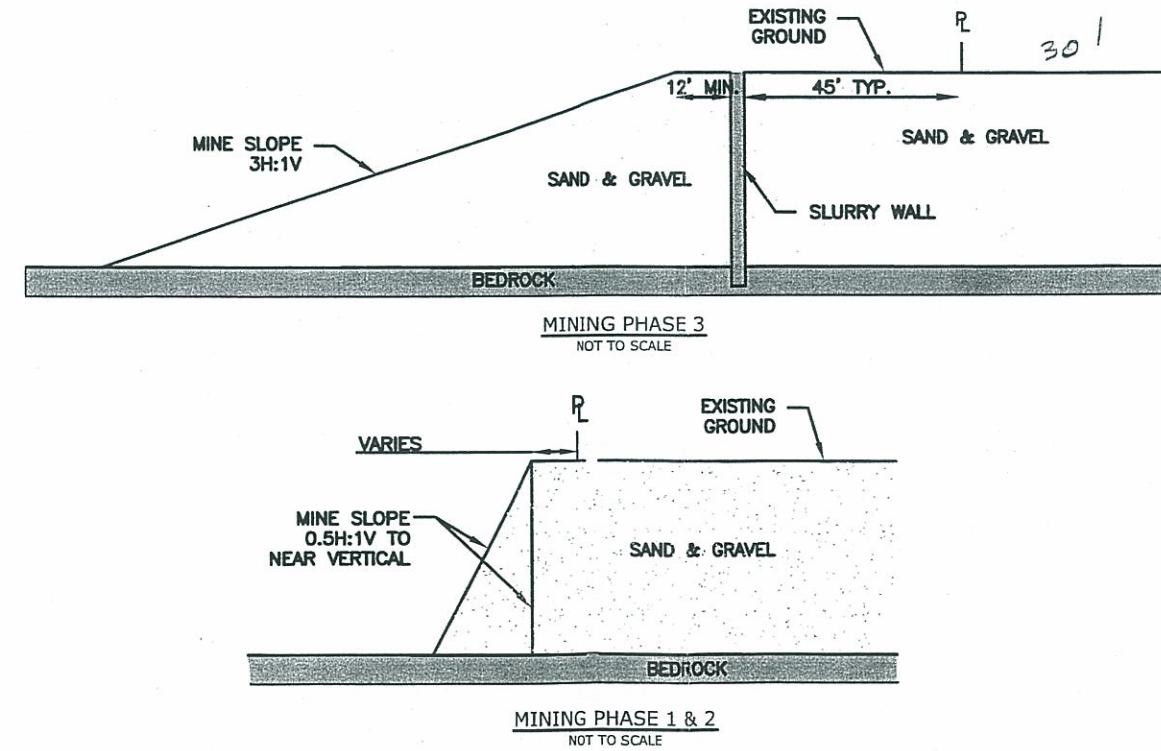 EXISTING
GROUND
PL
30'
12' MIN.
45' TYP.
MINE SLOPE
3H:1V
SAND & GRAVEL
SAND & GRAVEL
SLURRY WALL
BEDROCK
MINING PHASE 3
NOT TO SCALE
PL
EXISTING
GROUND
VARIES
MINE SLOPE
0.5H:1V TO
NEAR VERTICAL
SAND & GRAVEL
BEDROCK
MINING PHASE 1 & 2
NOT TO SCALE